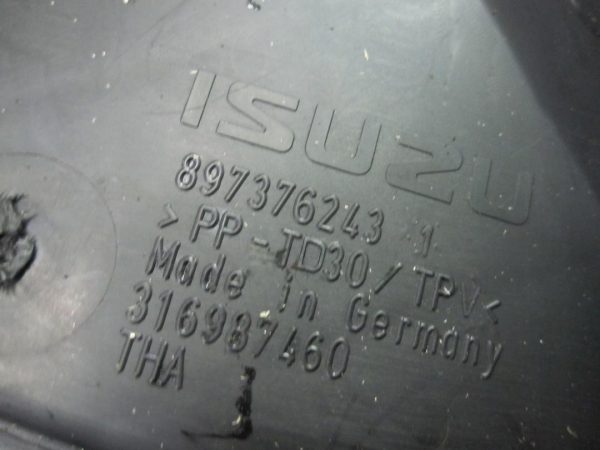 ISUZU
897376243 1
>PP-TD30/TPV<
Made in Germany
316987460
THA